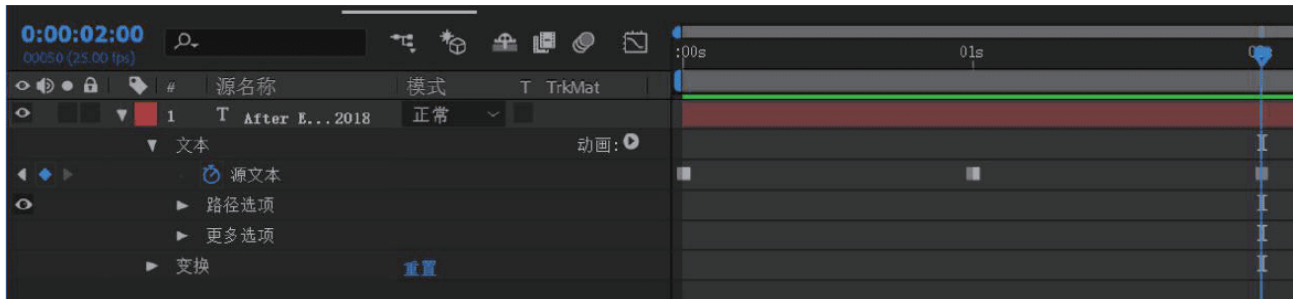 0:00:02:00
00050 (25.00 fps)
:00s 01s
# 源名称 模式 T TrkMat
1 T After E...2018 正常
文本 动画:
源文本
路径选项
更多选项
变换 重置